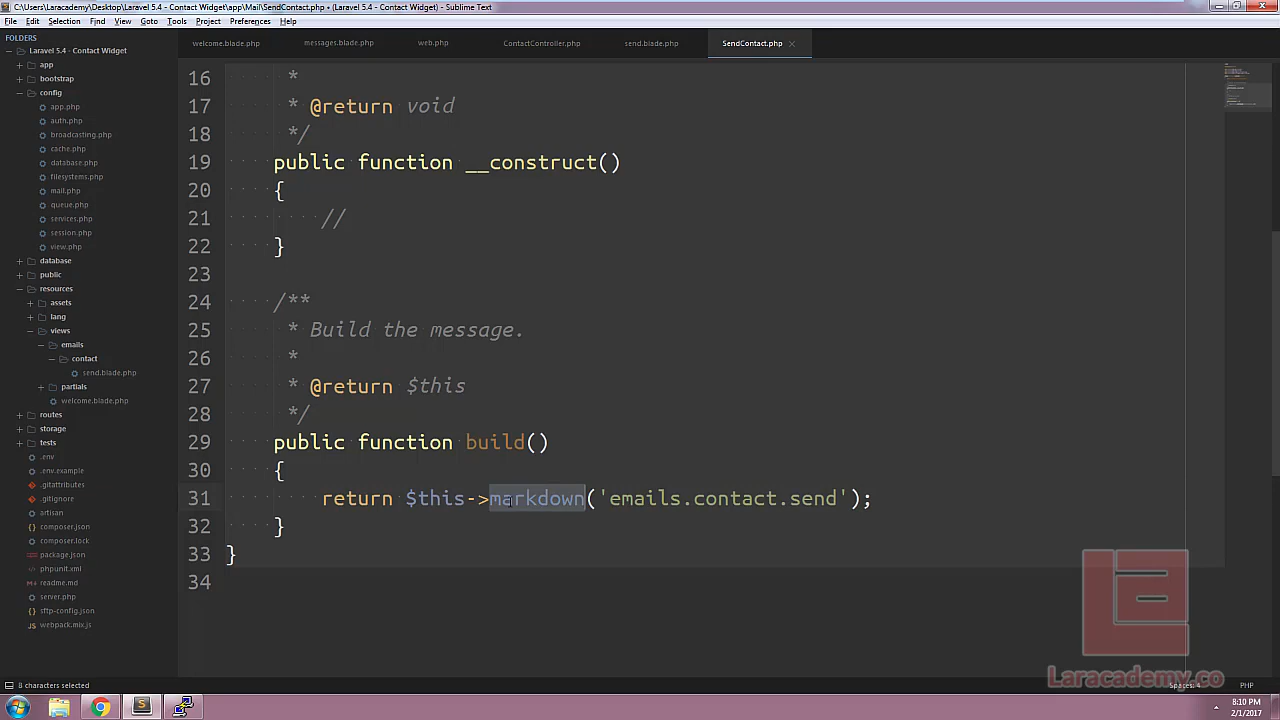 C:\Users\Laracademy\Desktop\Laravel 5.4 - Contact Widget\app\Mail\SendContact.php • (Laravel 5.4 - Contact Widget) - Sublime Text
File Edit Selection Find View Goto Tools Project Preferences Help
FOLDERS
Laravel 5.4 - Contact Widget
app
bootstrap
config
app.php
auth.php
broadcasting.php
cache.php
database.php
filesystems.php
mail.php
queue.php
services.php
session.php
view.php
database
public
resources
assets
lang
views
emails
contact
send.blade.php
partials
welcome.blade.php
routes
storage
tests
.env
.env.example
.gitattributes
.gitignore
artisan
composer.json
composer.lock
package.json
phpunit.xml
readme.md
server.php
sftp-config.json
webpack.mix.js
welcome.blade.php messages.blade.php web.php ContactController.php send.blade.php SendContact.php ×
16 *
17 * @return void
18 */
19 public function __construct()
20 {
21 //
22 }
23
24 /**
25 * Build the message.
26 *
27 * @return $this
28 */
29 public function build()
30 {
31 return $this->markdown('emails.contact.send');
32 }
33 }
34
Laracademy.co
8 characters selected Spaces: 4 PHP
8:10 PM
2/1/2017